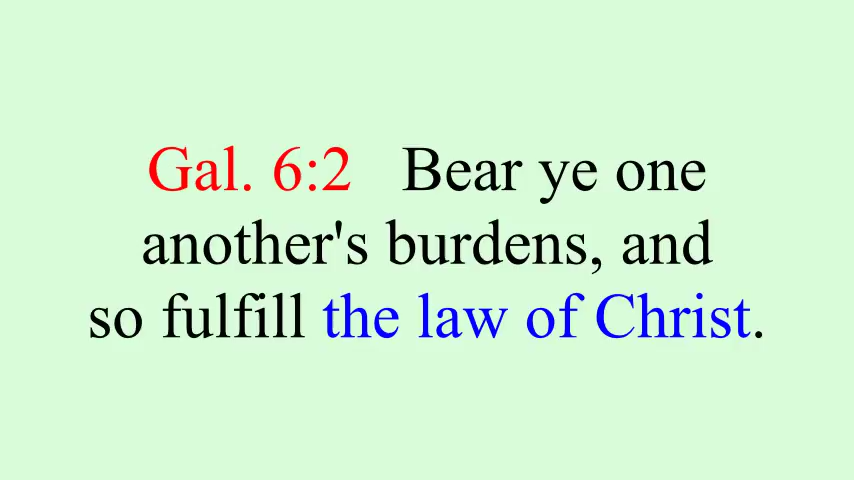 Gal. 6:2   Bear ye one
another's burdens, and
so fulfill the law of Christ.